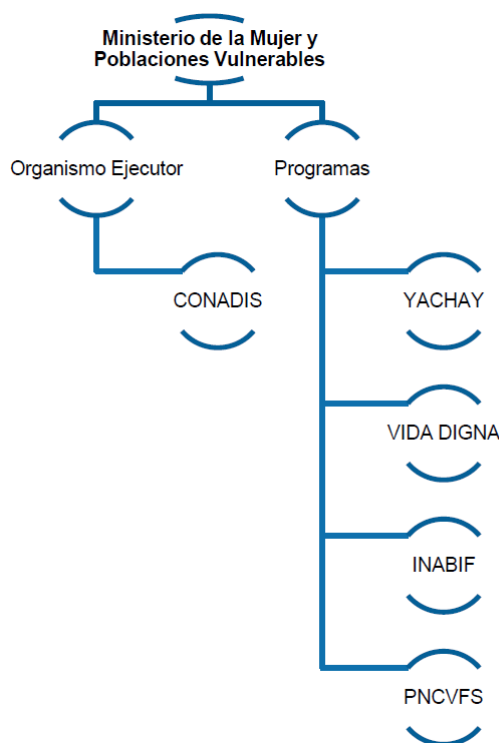 Ministerio de la Mujer y
Poblaciones Vulnerables
Organismo Ejecutor
Programas
CONADIS
YACHAY
VIDA DIGNA
INABIF
PNCVFS